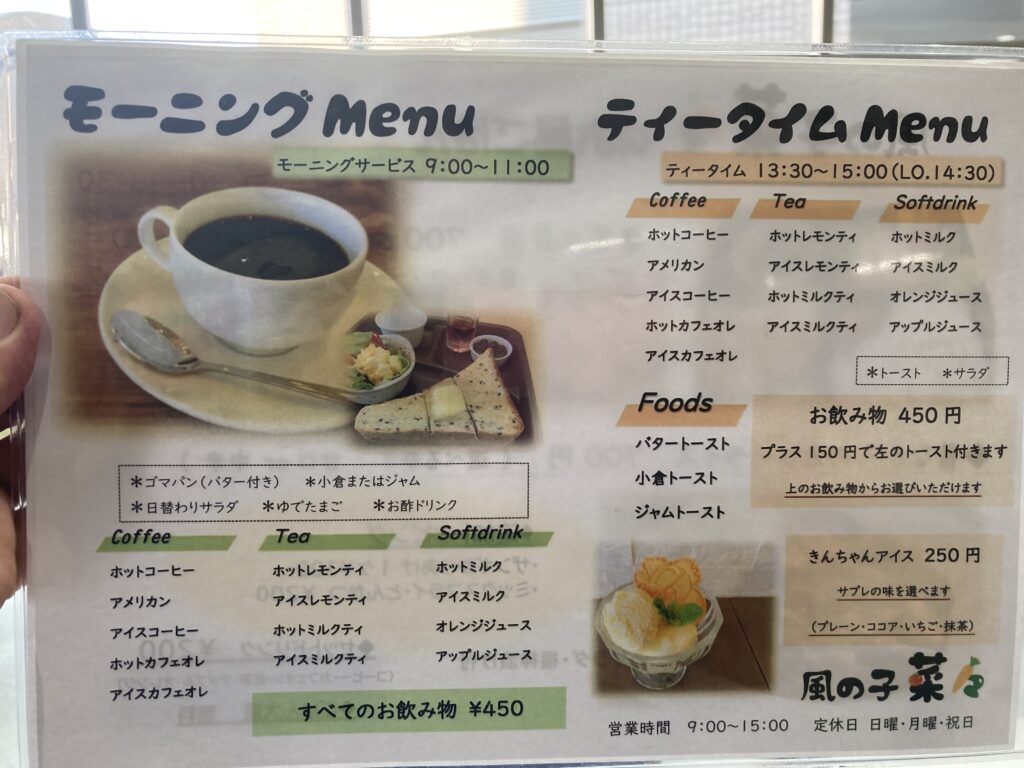 モーニング Menu
モーニングサービス 9:00～11:00
＊ゴマパン（バター付き） ＊小倉またはジャム
＊日替わりサラダ ＊ゆでたまご ＊お酢ドリンク
Coffee
ホットコーヒー
アメリカン
アイスコーヒー
ホットカフェオレ
アイスカフェオレ
Tea
ホットレモンティ
アイスレモンティ
ホットミルクティ
アイスミルクティ
Softdrink
ホットミルク
アイスミルク
オレンジジュース
アップルジュース
すべてのお飲み物 ¥450
ティータイム Menu
ティータイム 13:30～15:00（LO.14:30）
Coffee
ホットコーヒー
アメリカン
アイスコーヒー
ホットカフェオレ
アイスカフェオレ
Tea
ホットレモンティ
アイスレモンティ
ホットミルクティ
アイスミルクティ
Softdrink
ホットミルク
アイスミルク
オレンジジュース
アップルジュース
＊トースト ＊サラダ
Foods
バタートースト
小倉トースト
ジャムトースト
お飲み物 450円
プラス150円で左のトースト付きます
上のお飲み物からお選びいただけます
きんちゃんアイス 250円
サブレの味を選べます
（プレーン・ココア・いちご・抹茶）
風の子 菜々
営業時間 9:00～15:00 定休日 日曜・月曜・祝日